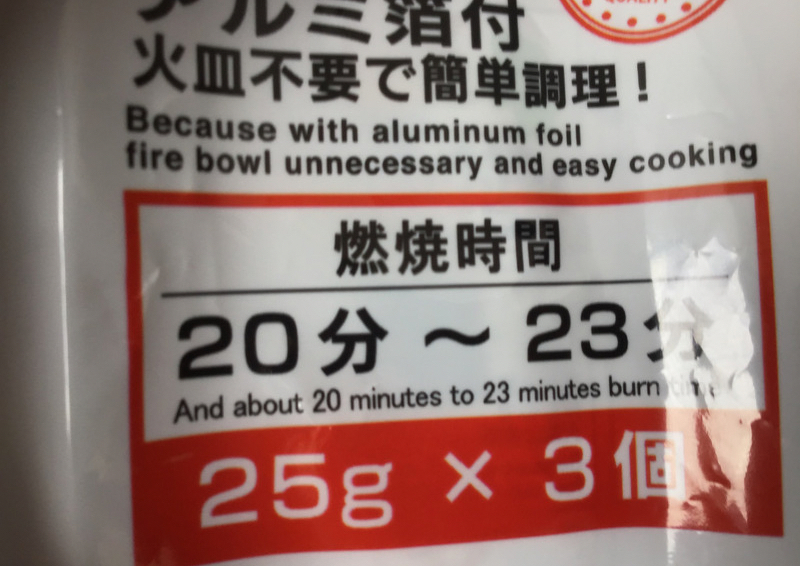 アルミ箔付
QUALITY
火皿不要で簡単調理！
Because with aluminum foil
fire bowl unnecessary and easy cooking
燃焼時間
20分～23分
And about 20 minutes to 23 minutes burn time
25g×3個